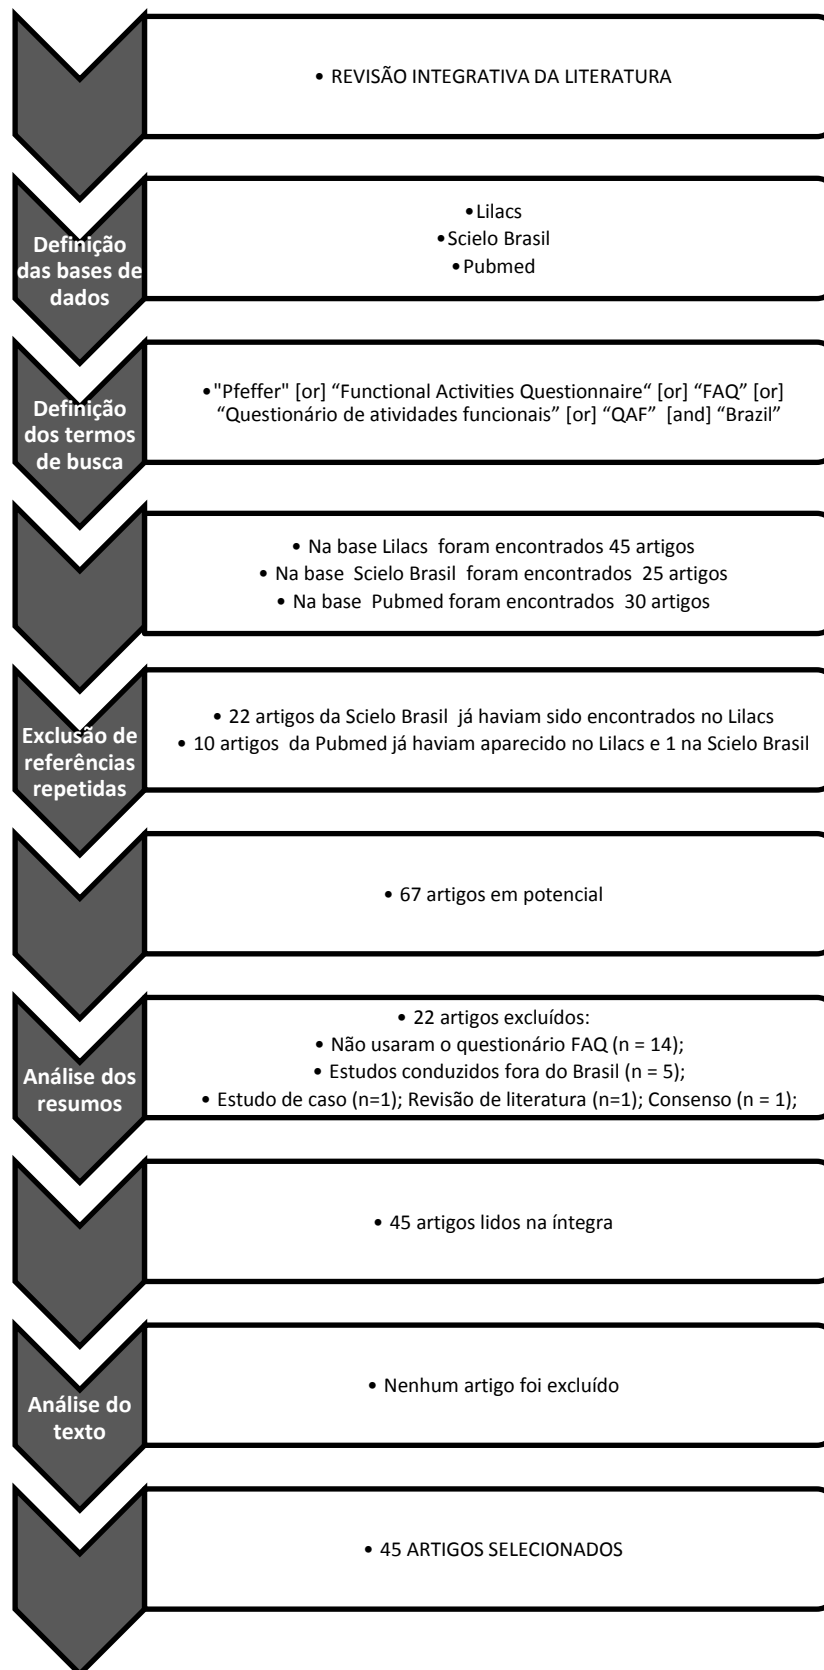 • REVISÃO INTEGRATIVA DA LITERATURA
Definição
das bases de
dados
•Lilacs
•Scielo Brasil
•Pubmed
Definição
dos termos
de busca
•"Pfeffer" [or] “Functional Activities Questionnaire“ [or] “FAQ” [or]
“Questionário de atividades funcionais” [or] “QAF” [and] “Brazil”
• Na base Lilacs foram encontrados 45 artigos
• Na base Scielo Brasil foram encontrados 25 artigos
• Na base Pubmed foram encontrados 30 artigos
Exclusão de
referências
repetidas
• 22 artigos da Scielo Brasil já haviam sido encontrados no Lilacs
• 10 artigos da Pubmed já haviam aparecido no Lilacs e 1 na Scielo Brasil
• 67 artigos em potencial
Análise dos
resumos
• 22 artigos excluídos:
• Não usaram o questionário FAQ (n = 14);
• Estudos conduzidos fora do Brasil (n = 5);
• Estudo de caso (n=1); Revisão de literatura (n=1); Consenso (n = 1);
• 45 artigos lidos na íntegra
Análise do
texto
• Nenhum artigo foi excluído
• 45 ARTIGOS SELECIONADOS